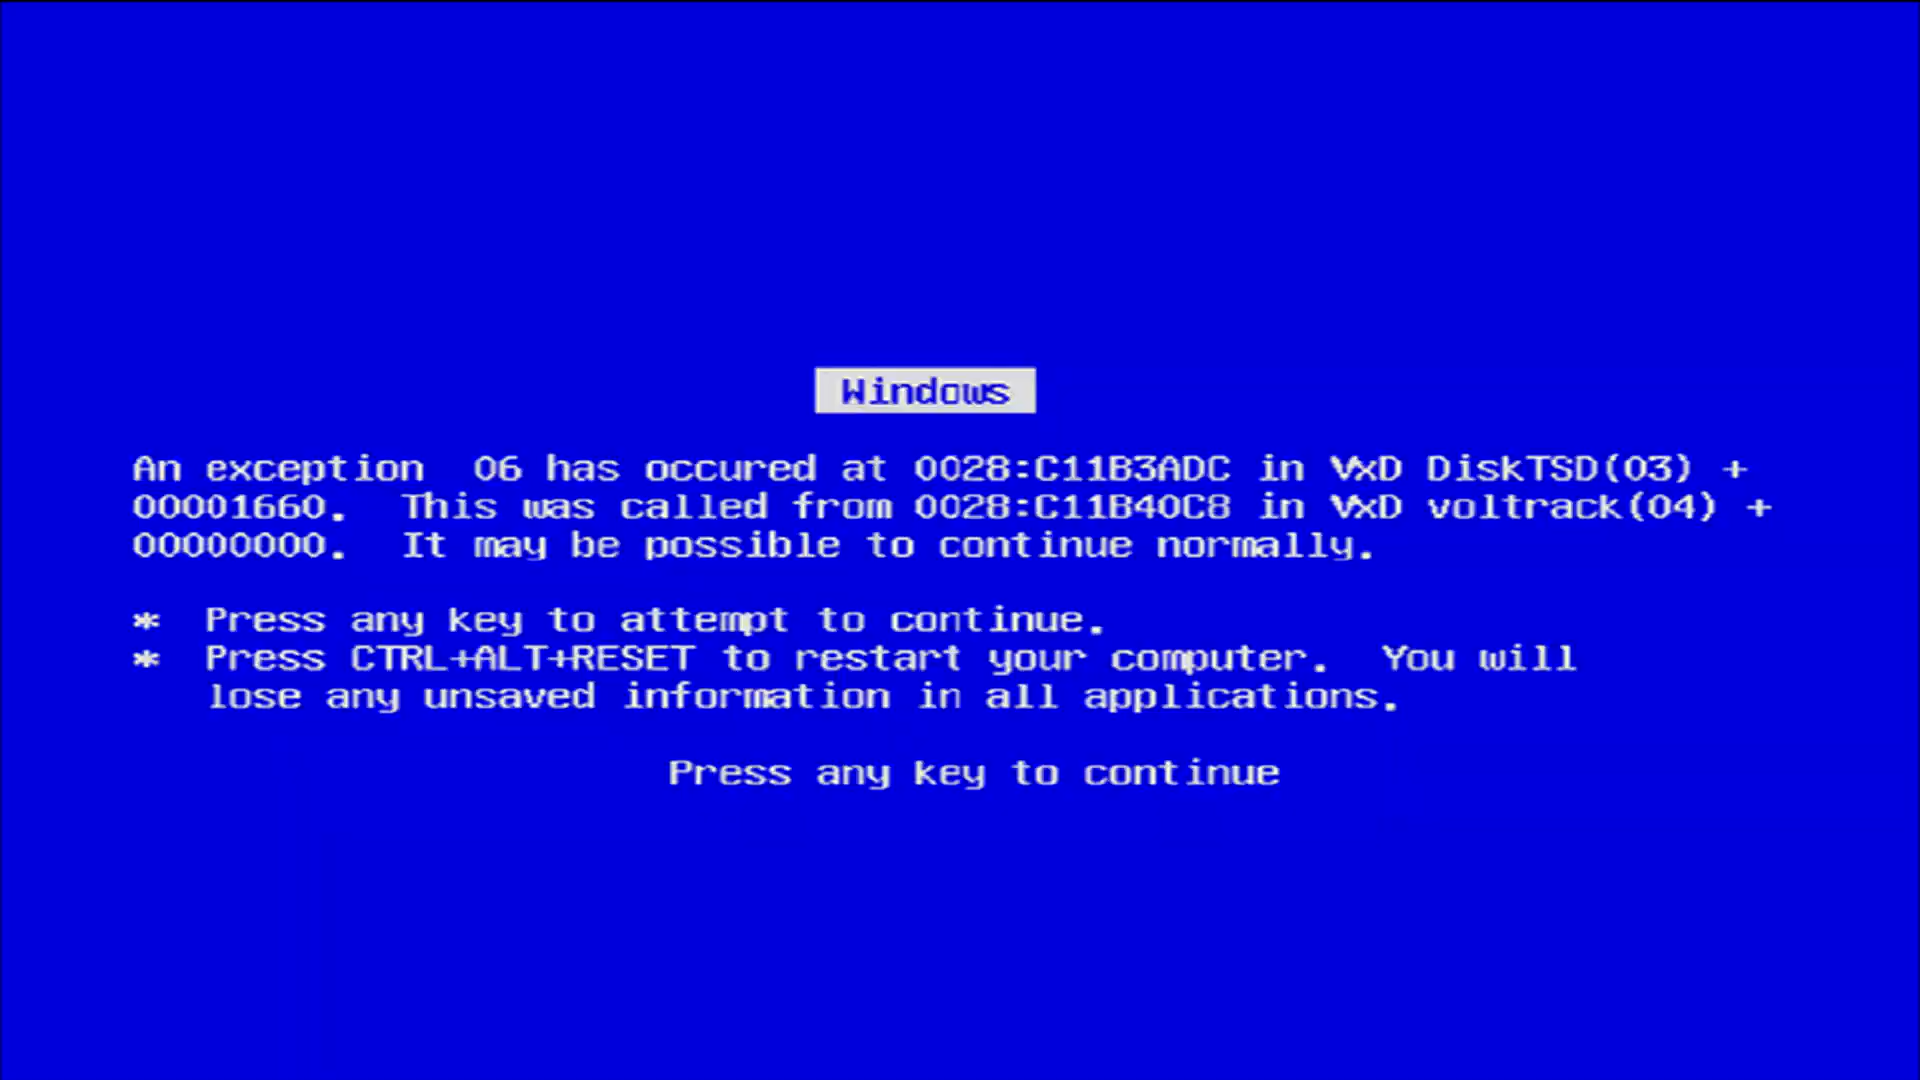 Windows
An exception  06 has occured at 0028:C11B3ADC in VxD DiskTSD(03) +
00001660.  This was called from 0028:C11B40C8 in VxD voltrack(04) +
00000000.  It may be possible to continue normally.
*  Press any key to attempt to continue.
*  Press CTRL+ALT+RESET to restart your computer.  You will
lose any unsaved information in all applications.
Press any key to continue